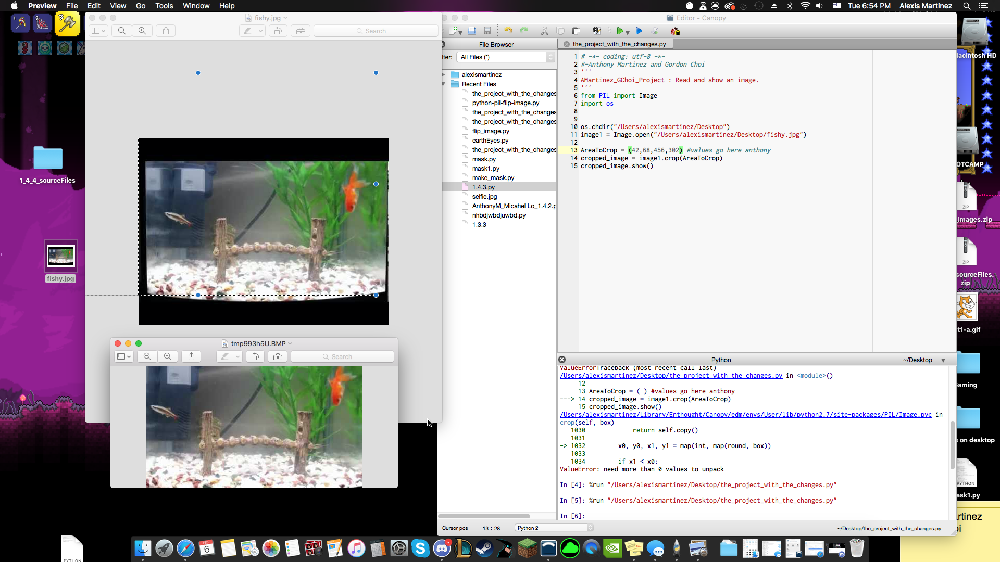 Preview File Edit View Go Tools Window Help
Tue 6:54 PM Alexis Martinez
1
2
3
fishy.jpg
Search
1_4_4_sourceFiles
fishy.jpg
tmp993h5U.BMP
Search
PYTHON
Editor - Canopy
File Browser
lter: All Files (*)
alexismartinez
Recent Files
the_project_with_the_changes
python-pil-flip-image.py
the_project_with_the_changes
the_project_with_the_changes
flip_image.py
earthEyes.py
the_project_with_the_changes
mask.py
mask1.py
make_mask.py
1.4.3.py
selfie.jpg
AnthonyM_Micahel Lo_1.4.2.p
nhbdjwbdjuwbd.py
1.3.3
the_project_with_the_changes.py
1 # -*- coding: utf-8 -*-
2 #-Anthony Martinez and Gordon Choi
3 '''
4 AMartinez_GChoi_Project : Read and show an image.
5 '''
6 from PIL import Image
7 import os
8
9
10 os.chdir("/Users/alexismartinez/Desktop")
11 image1 = Image.open("/Users/alexismartinez/Desktop/fishy.jpg")
12
13 AreaToCrop = (42,68,456,302) #values go here anthony
14 cropped_image = image1.crop(AreaToCrop)
15 cropped_image.show()
Python ~/Desktop
ValueErrorTraceback (most recent call last)
/Users/alexismartinez/Desktop/the_project_with_the_changes.py in <module>()
12
13 AreaToCrop = ( ) #values go here anthony
---> 14 cropped_image = image1.crop(AreaToCrop)
15 cropped_image.show()
/Users/alexismartinez/Library/Enthought/Canopy/edm/envs/User/lib/python2.7/site-packages/PIL/Image.pyc in
crop(self, box)
1030 return self.copy()
1031
-> 1032 x0, y0, x1, y1 = map(int, map(round, box))
1033
1034 if x1 < x0:
ValueError: need more than 0 values to unpack
In [4]: %run "/Users/alexismartinez/Desktop/the_project_with_the_changes.py"
In [5]: %run "/Users/alexismartinez/Desktop/the_project_with_the_changes.py"
In [6]:
Cursor pos 13 : 28 Python 2 ~/Desktop/the_project_with_the_changes.py
lacintosh HD
OTCAMP
ZIP
Images.zip
ZIP
sourceFiles.
zip
t1-a.gif
aming
s on desktop
PYTHON
ask1.py
rtinez
oi
FEB
6